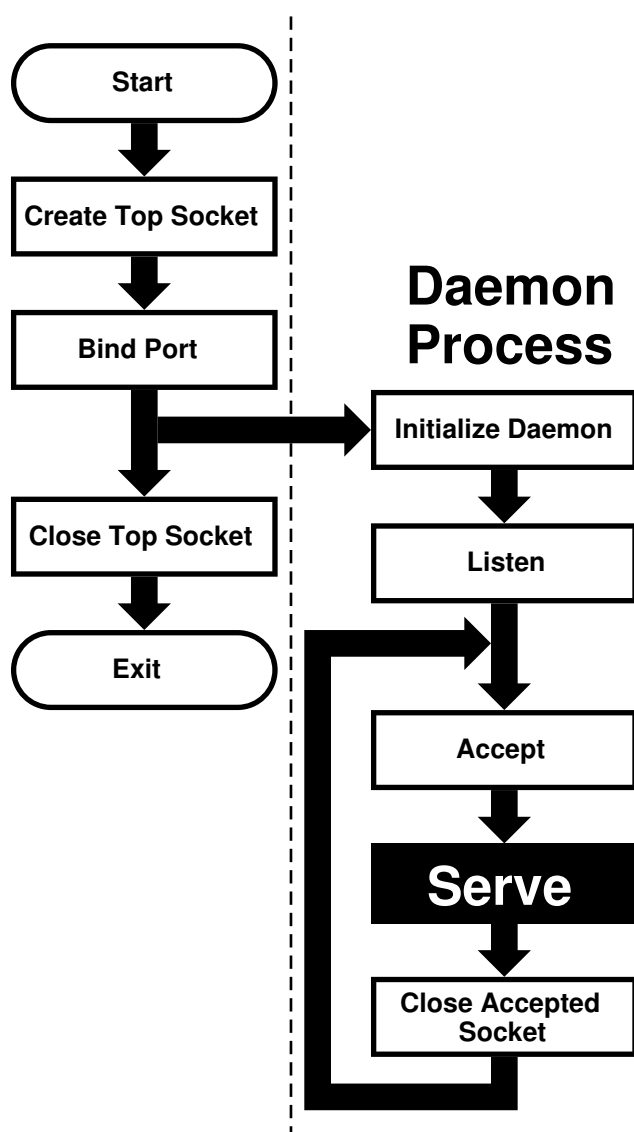 Start
Create Top Socket
Bind Port
Close Top Socket
Exit
Daemon
Process
Initialize Daemon
Listen
Accept
Serve
Close Accepted
Socket